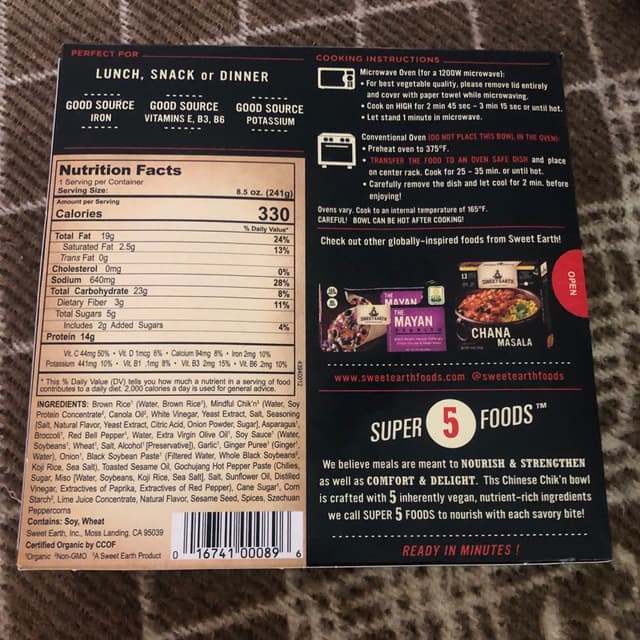 PERFECT FOR
LUNCH, SNACK or DINNER
GOOD SOURCE
IRON
GOOD SOURCE
VITAMINS E, B3, B6
GOOD SOURCE
POTASSIUM
Nutrition Facts
1 Serving per Container
Serving Size: 8.5 oz. (241g)
Amount per Serving
Calories 330
% Daily Value*
Total Fat 19g 24%
Saturated Fat 2.5g 13%
Trans Fat 0g
Cholesterol 0mg 0%
Sodium 640mg 28%
Total Carbohydrate 23g 8%
Dietary Fiber 3g 11%
Total Sugars 5g
Includes 2g Added Sugars 4%
Protein 14g
Vit. C 44mg 50% • Vit. D 1mcg 6% • Calcium 94mg 8% • Iron 2mg 10%
Potassium 441mg 10% • Vit. B1 .1mg 8% • Vit. B3 2mg 15% • Vit. B6 2mg 10%
* This % Daily Value (DV) tells you how much a nutrient in a serving of food
contributes to a daily diet. 2,000 calories a day is used for general advice.
INGREDIENTS: Brown Rice¹ (Water, Brown Rice¹), Mindful Chik'n³ (Water, Soy
Protein Concentrate², Canola Oil², White Vinegar, Yeast Extract, Salt, Seasoning
[Salt, Natural Flavor, Yeast Extract, Citric Acid, Onion Powder, Sugar], Asparagus¹,
Broccoli¹, Red Bell Pepper¹, Water, Extra Virgin Olive Oil¹, Soy Sauce¹ (Water,
Soybeans¹, Wheat¹, Salt, Alcohol¹ [Preservative]), Garlic¹, Ginger Puree¹ (Ginger¹,
Water), Onion¹, Black Soybean Paste¹ (Filtered Water, Whole Black Soybeans¹,
Koji Rice, Sea Salt), Toasted Sesame Oil, Gochujang Hot Pepper Paste (Chilies,
Sugar, Miso [Water, Soybeans, Koji Rice, Sea Salt], Salt, Sunflower Oil, Distilled
Vinegar, Extractives of Paprika, Extractives of Red Pepper), Cane Sugar¹, Corn
Starch², Lime Juice Concentrate, Natural Flavor, Sesame Seed, Spices, Szechuan
Peppercorns
Contains: Soy, Wheat
Sweet Earth, Inc., Moss Landing, CA 95039
Certified Organic by CCOF
¹Organic ²Non-GMO ³A Sweet Earth Product
0 16741 00089 6
COOKING INSTRUCTIONS
Microwave Oven (for a 1200W microwave):
• For best vegetable quality, please remove lid entirely
and cover with paper towel while microwaving.
• Cook on HIGH for 2 min 45 sec – 3 min 15 sec or until hot.
• Let stand 1 minute in microwave.
Conventional Oven (DO NOT PLACE THIS BOWL IN THE OVEN):
• Preheat oven to 375°F.
• TRANSFER THE FOOD TO AN OVEN SAFE DISH and place
on center rack. Cook for 25 – 35 min. or until hot.
• Carefully remove the dish and let cool for 2 min. before
enjoying!
Ovens vary. Cook to an internal temperature of 165°F.
CAREFUL! BOWL CAN BE HOT AFTER COOKING!
Check out other globally-inspired foods from Sweet Earth!
OPEN
THE
MAYAN
SWEET EARTH
THE
MAYAN
SWEET EARTH
CHANA
MASALA
www.sweetearthfoods.com @sweetearthfoods
SUPER 5 FOODS™
We believe meals are meant to NOURISH & STRENGTHEN
as well as COMFORT & DELIGHT. Ths Chinese Chik'n bowl
is crafted with 5 inherently vegan, nutrient-rich ingredients
we call SUPER 5 FOODS to nourish with each savory bite!
READY IN MINUTES !